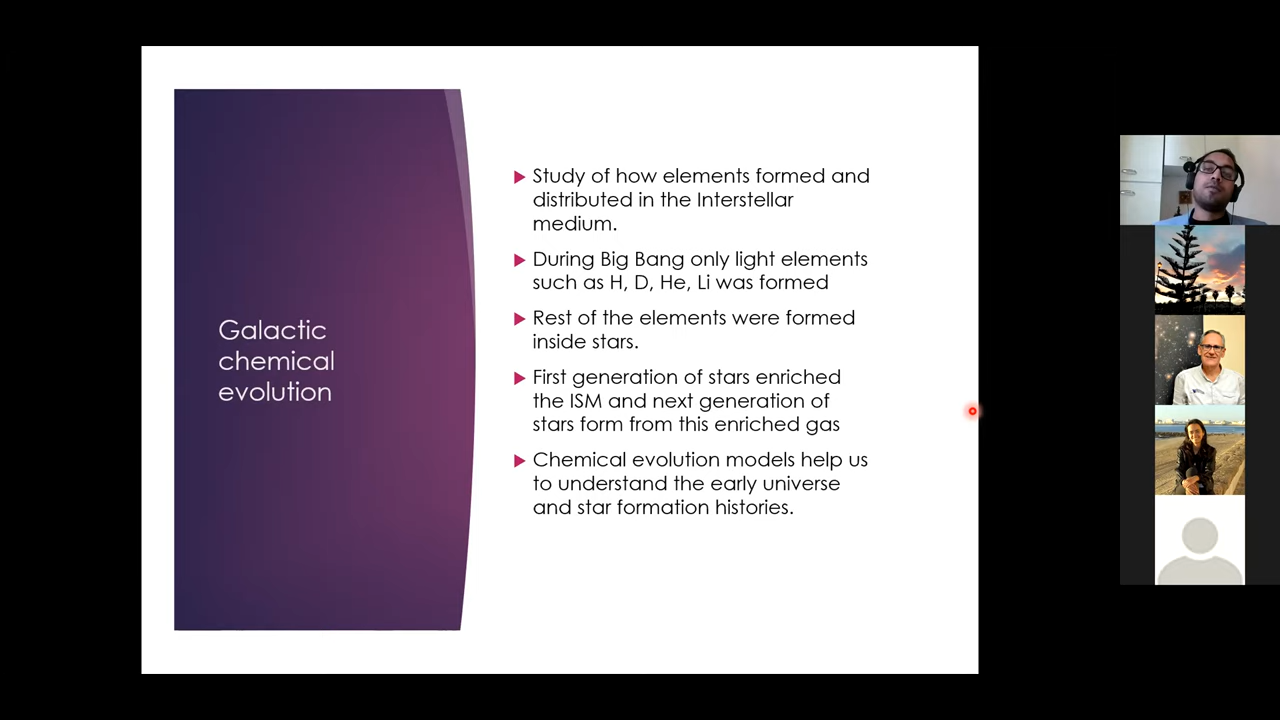 Galactic
chemical
evolution
Study of how elements formed and
distributed in the Interstellar
medium.
During Big Bang only light elements
such as H, D, He, Li was formed
Rest of the elements were formed
inside stars.
First generation of stars enriched
the ISM and next generation of
stars form from this enriched gas
Chemical evolution models help us
to understand the early universe
and star formation histories.